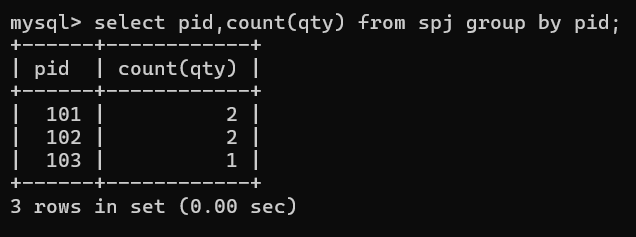 mysql> select pid,count(qty) from spj group by pid;
+------+------------+
| pid  | count(qty) |
+------+------------+
|  101 |          2 |
|  102 |          2 |
|  103 |          1 |
+------+------------+
3 rows in set (0.00 sec)